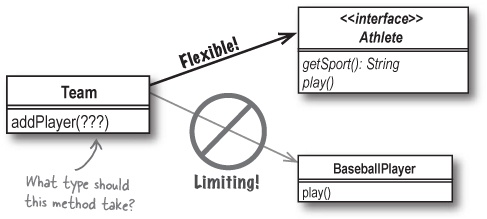 <<interface>>
Athlete
getSport(): String
play()
Flexible!
Team
addPlayer(???)
What type should
this method take?
Limiting!
BaseballPlayer
play()